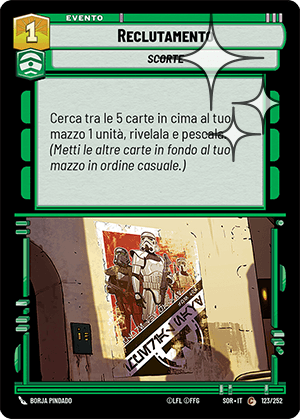 EVENTO
1
RECLUTAMENTO
SCORTE
Cerca tra le 5 carte in cima al tuo
mazzo 1 unità, rivelala e pescala.
(Metti le altre carte in fondo al tuo
mazzo in ordine casuale.)
BORJA PINDADO
©LFL ©FFG
SOR • IT C 123/252